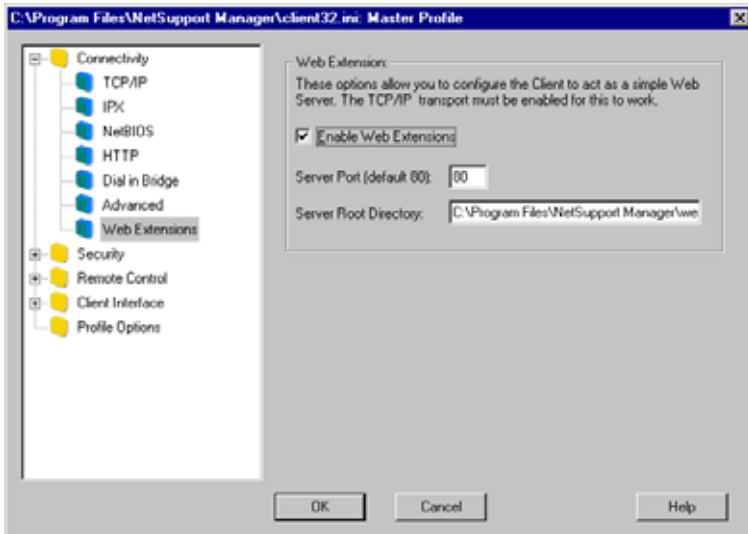 C:\Program Files\NetSupport Manager\client32.ini: Master Profile
Connectivity
TCP/IP
IPX
NetBIOS
HTTP
Dial in Bridge
Advanced
Web Extensions
Security
Remote Control
Client Interface
Profile Options
Web Extension:
These options allow you to configure the Client to act as a simple Web
Server. The TCP/IP transport must be enabled for this to work.
Enable Web Extensions
Server Port (default 80): 80
Server Root Directory: C:\Program Files\NetSupport Manager\we
OK Cancel Help